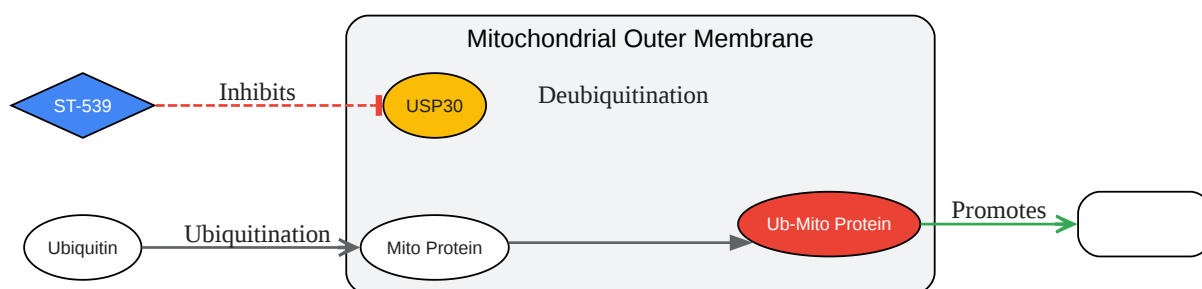 Mitochondrial Outer Membrane
ST-539
Inhibits
USP30
Deubiquitination
Ubiquitin
Ubiquitination
Mito Protein
Ub-Mito Protein
Promotes